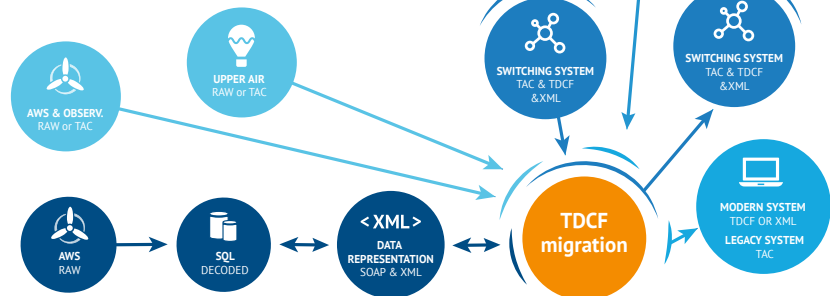 SWITCHING SYSTEM
TAC & TDCF
&XML
SWITCHING SYSTEM
TAC & TDCF
&XML
UPPER AIR
RAW or TAC
AWS & OBSERV.
RAW or TAC
AWS
RAW
SQL
DECODED
<XML>
DATA
REPRESENTATION
SOAP & XML
TDCF
migration
MODERN SYSTEM
TDCF OR XML
LEGACY SYSTEM
TAC